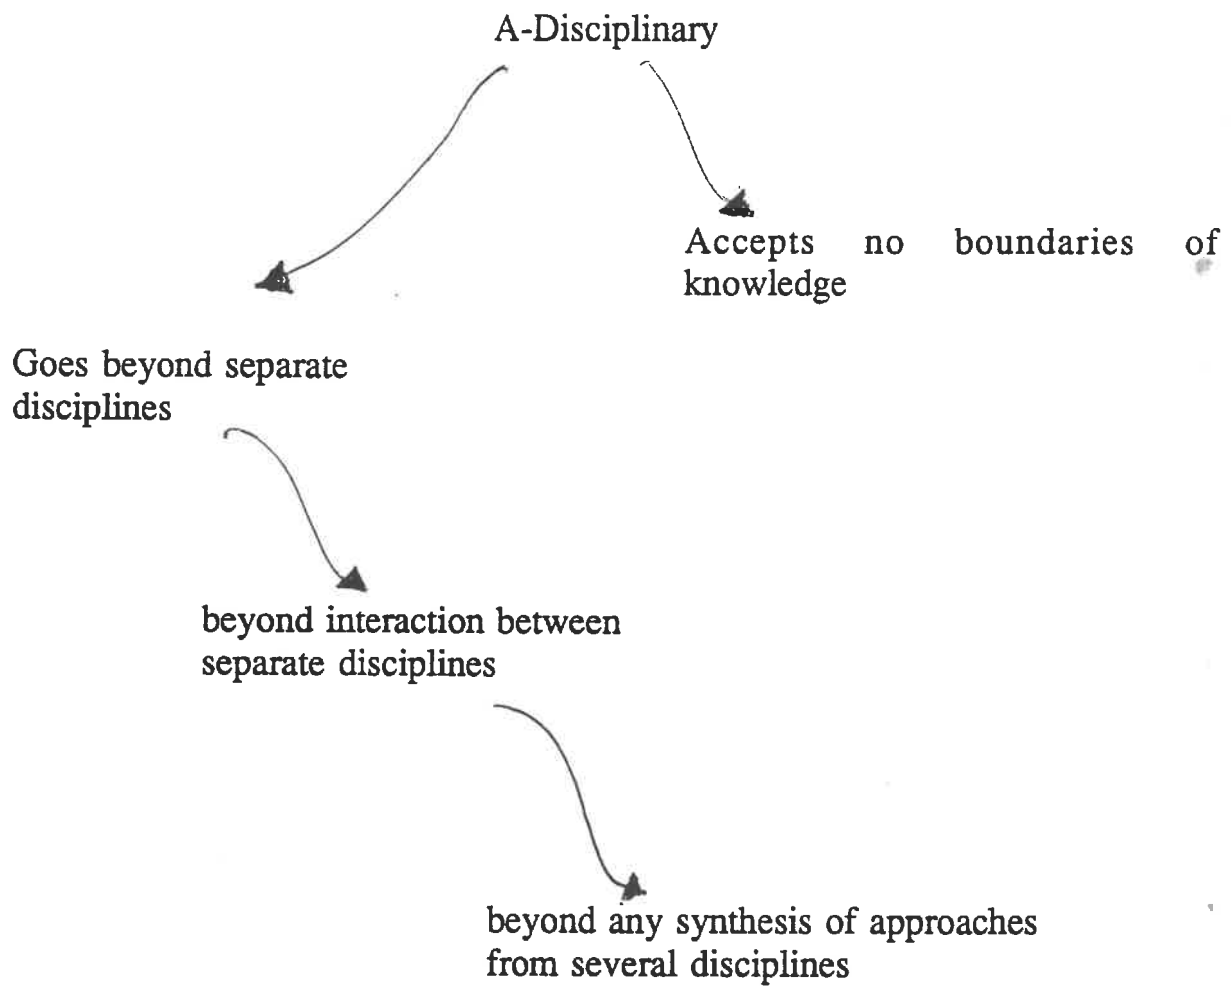 A-Disciplinary
Accepts no boundaries of
knowledge
Goes beyond separate
disciplines
beyond interaction between
separate disciplines
beyond any synthesis of approaches
from several disciplines